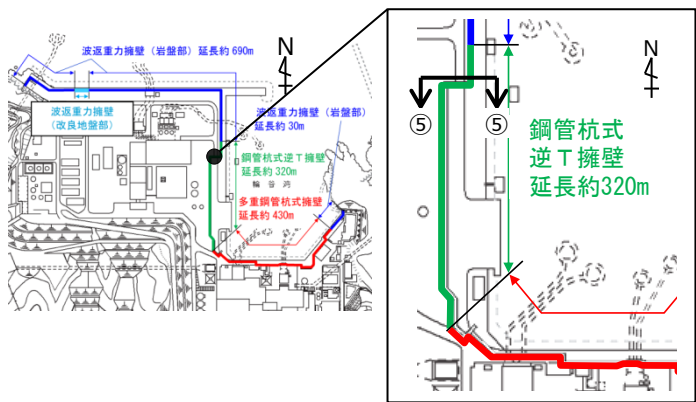 波返重力擁壁（岩盤部）延長約690m
N
波返重力擁壁
（改良地盤部）
波返重力擁壁（岩盤部）
延長約30m
鋼管杭式逆Ｔ擁壁
延長約320m
輪谷湾
多重鋼管杭式擁壁
延長約430m
N
⑤
⑤
鋼管杭式
逆Ｔ擁壁
延長約320m